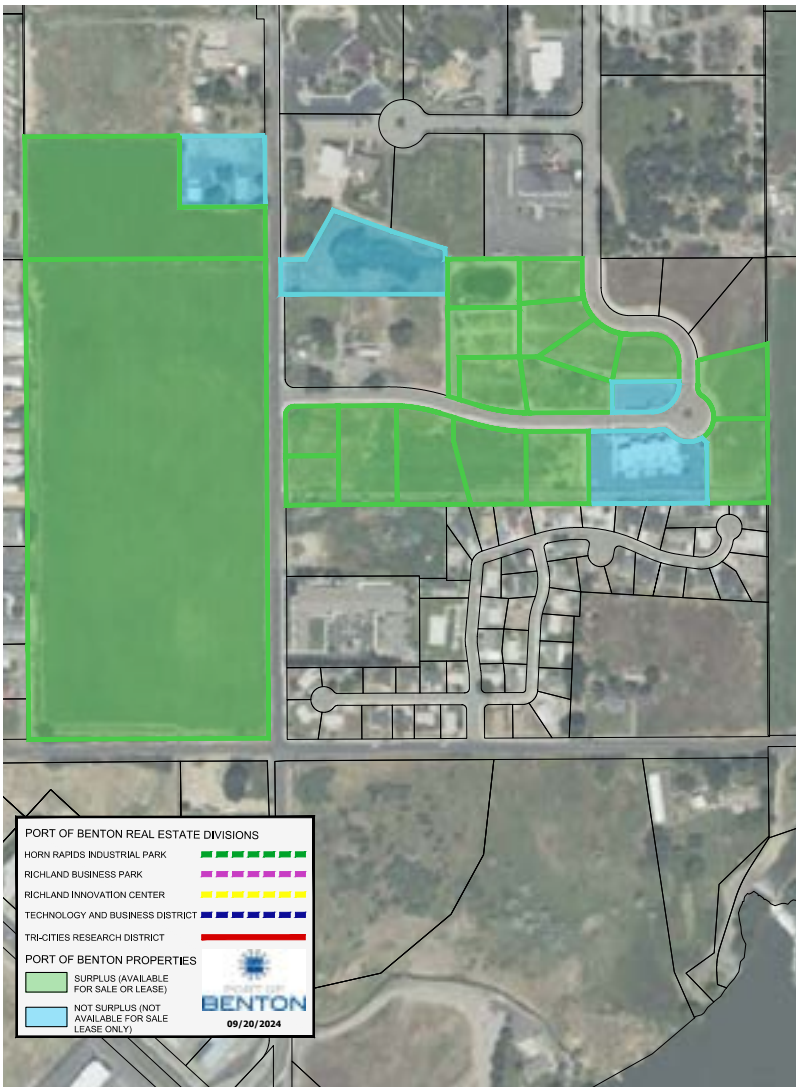 PORT OF BENTON REAL ESTATE DIVISIONS
HORN RAPIDS INDUSTRIAL PARK
RICHLAND BUSINESS PARK
RICHLAND INNOVATION CENTER
TECHNOLOGY AND BUSINESS DISTRICT
TRI-CITIES RESEARCH DISTRICT
PORT OF BENTON PROPERTIES
SURPLUS (AVAILABLE
FOR SALE OR LEASE)
NOT SURPLUS (NOT
AVAILABLE FOR SALE
LEASE ONLY)
PORT OF
BENTON
09/20/2024